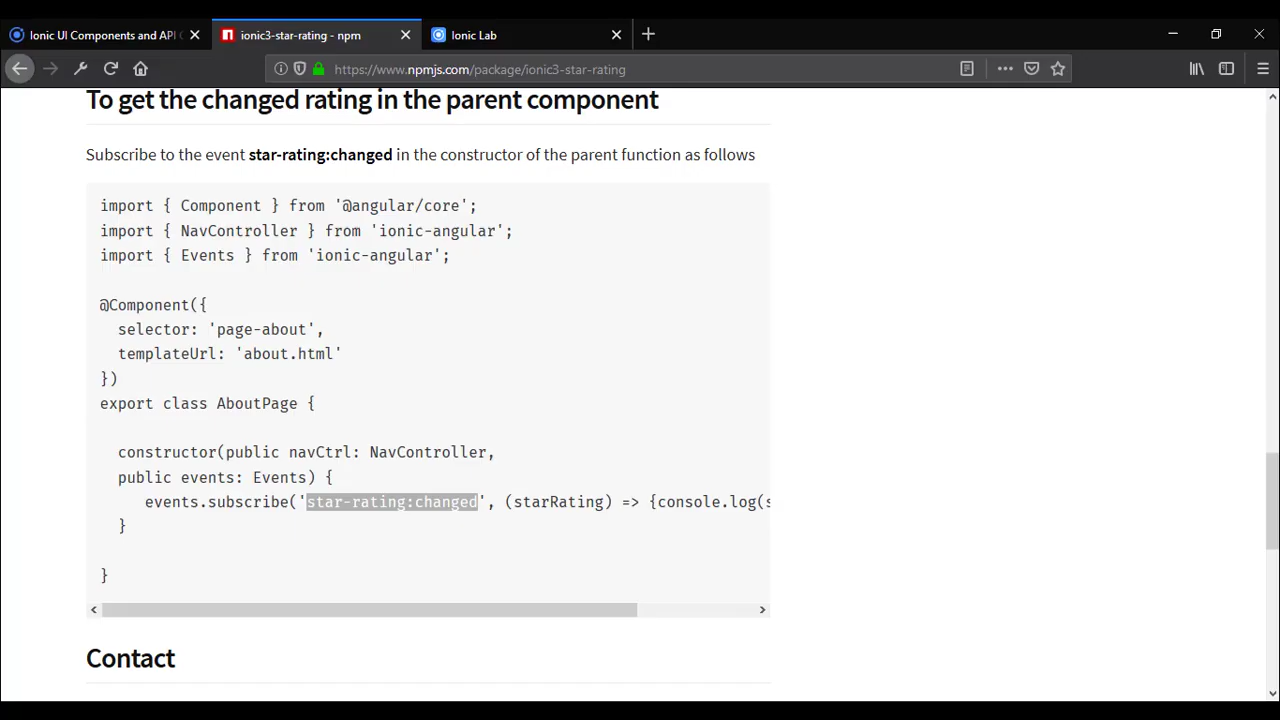 Ionic UI Components and API
ionic3-star-rating - npm
Ionic Lab
https://www.npmjs.com/package/ionic3-star-rating
To get the changed rating in the parent component
Subscribe to the event star-rating:changed in the constructor of the parent function as follows
import { Component } from '@angular/core';
import { NavController } from 'ionic-angular';
import { Events } from 'ionic-angular';
@Component({
selector: 'page-about',
templateUrl: 'about.html'
})
export class AboutPage {
constructor(public navCtrl: NavController,
public events: Events) {
events.subscribe('star-rating:changed', (starRating) => {console.log(s
}
}
Contact